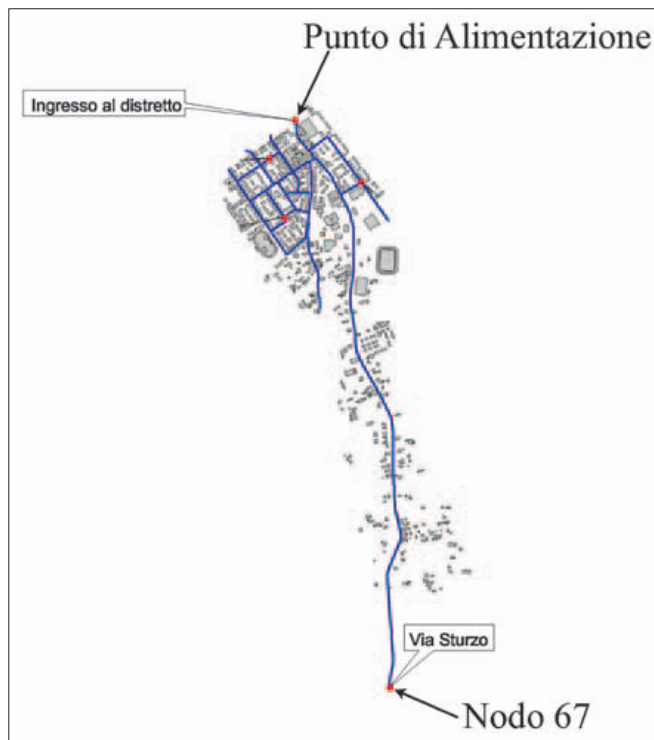 Punto di Alimentazione
Ingresso al distretto
Via Sturzo
Nodo 67